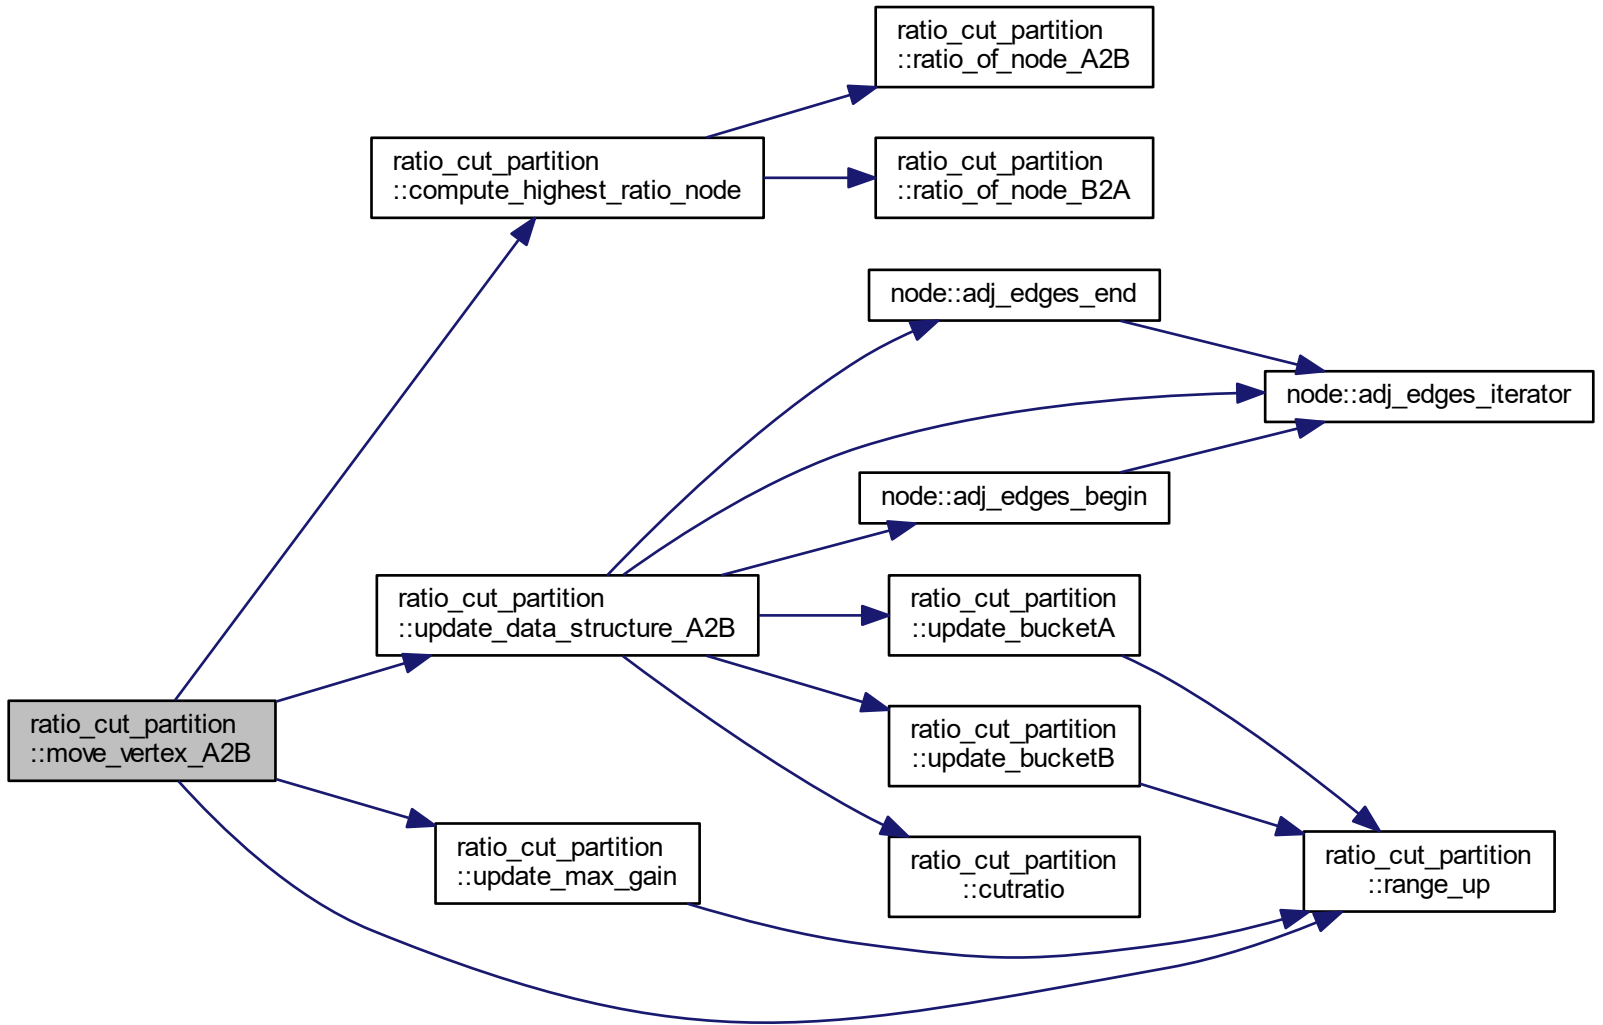 ratio_cut_partition
::ratio_of_node_A2B
ratio_cut_partition
::compute_highest_ratio_node
ratio_cut_partition
::ratio_of_node_B2A
node::adj_edges_end
node::adj_edges_iterator
node::adj_edges_begin
ratio_cut_partition
::update_data_structure_A2B
ratio_cut_partition
::update_bucketA
ratio_cut_partition
::move_vertex_A2B
ratio_cut_partition
::update_bucketB
ratio_cut_partition
::update_max_gain
ratio_cut_partition
::cutratio
ratio_cut_partition
::range_up